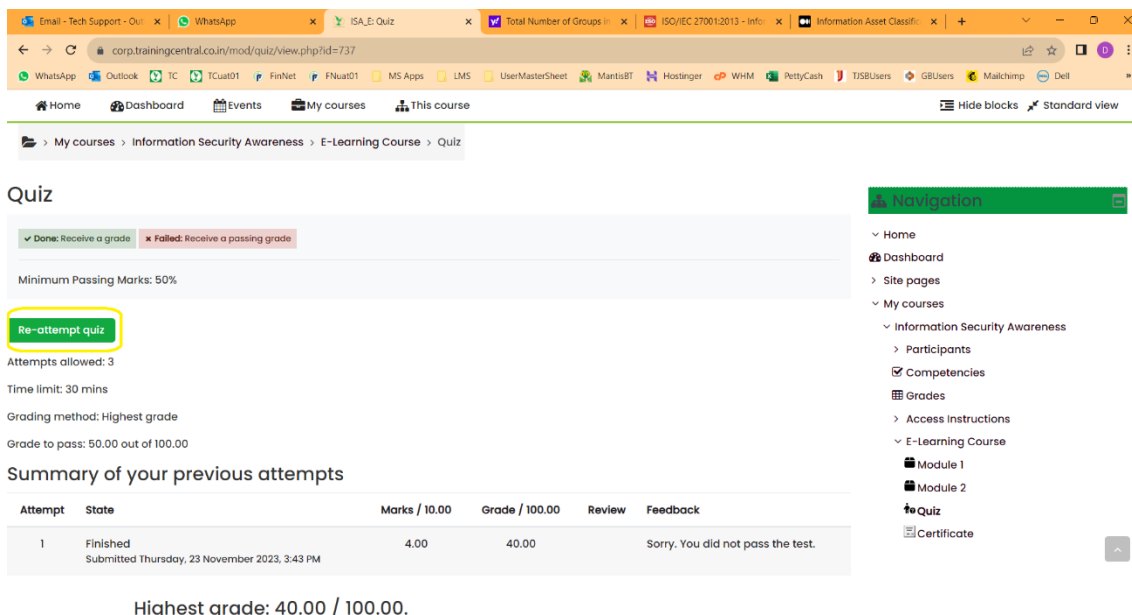 Email - Tech Support - Out
WhatsApp
ISA_E: Quiz
Total Number of Groups in
ISO/IEC 27001:2013 - Infor
Information Asset Classific
corp.trainingcentral.co.in/mod/quiz/view.php?id=737
D
WhatsApp Outlook TC TCuat01 FinNet FNuat01 MS Apps LMS UserMasterSheet MantisBT Hostinger WHM PettyCash TJSBUsers GBUsers Mailchimp Dell »
Home Dashboard Events My courses This course Hide blocks Standard view
> My courses > Information Security Awareness > E-Learning Course > Quiz
Quiz
Done: Receive a grade
Failed: Receive a passing grade
Minimum Passing Marks: 50%
Re-attempt quiz
Attempts allowed: 3
Time limit: 30 mins
Grading method: Highest grade
Grade to pass: 50.00 out of 100.00
Summary of your previous attempts
Attempt State Marks / 10.00 Grade / 100.00 Review Feedback
1 Finished 4.00 40.00 Sorry. You did not pass the test.
Submitted Thursday, 23 November 2023, 3:43 PM
Highest grade: 40.00 / 100.00.
Navigation
Home
Dashboard
Site pages
My courses
Information Security Awareness
Participants
Competencies
Grades
Access Instructions
E-Learning Course
Module 1
Module 2
Quiz
Certificate